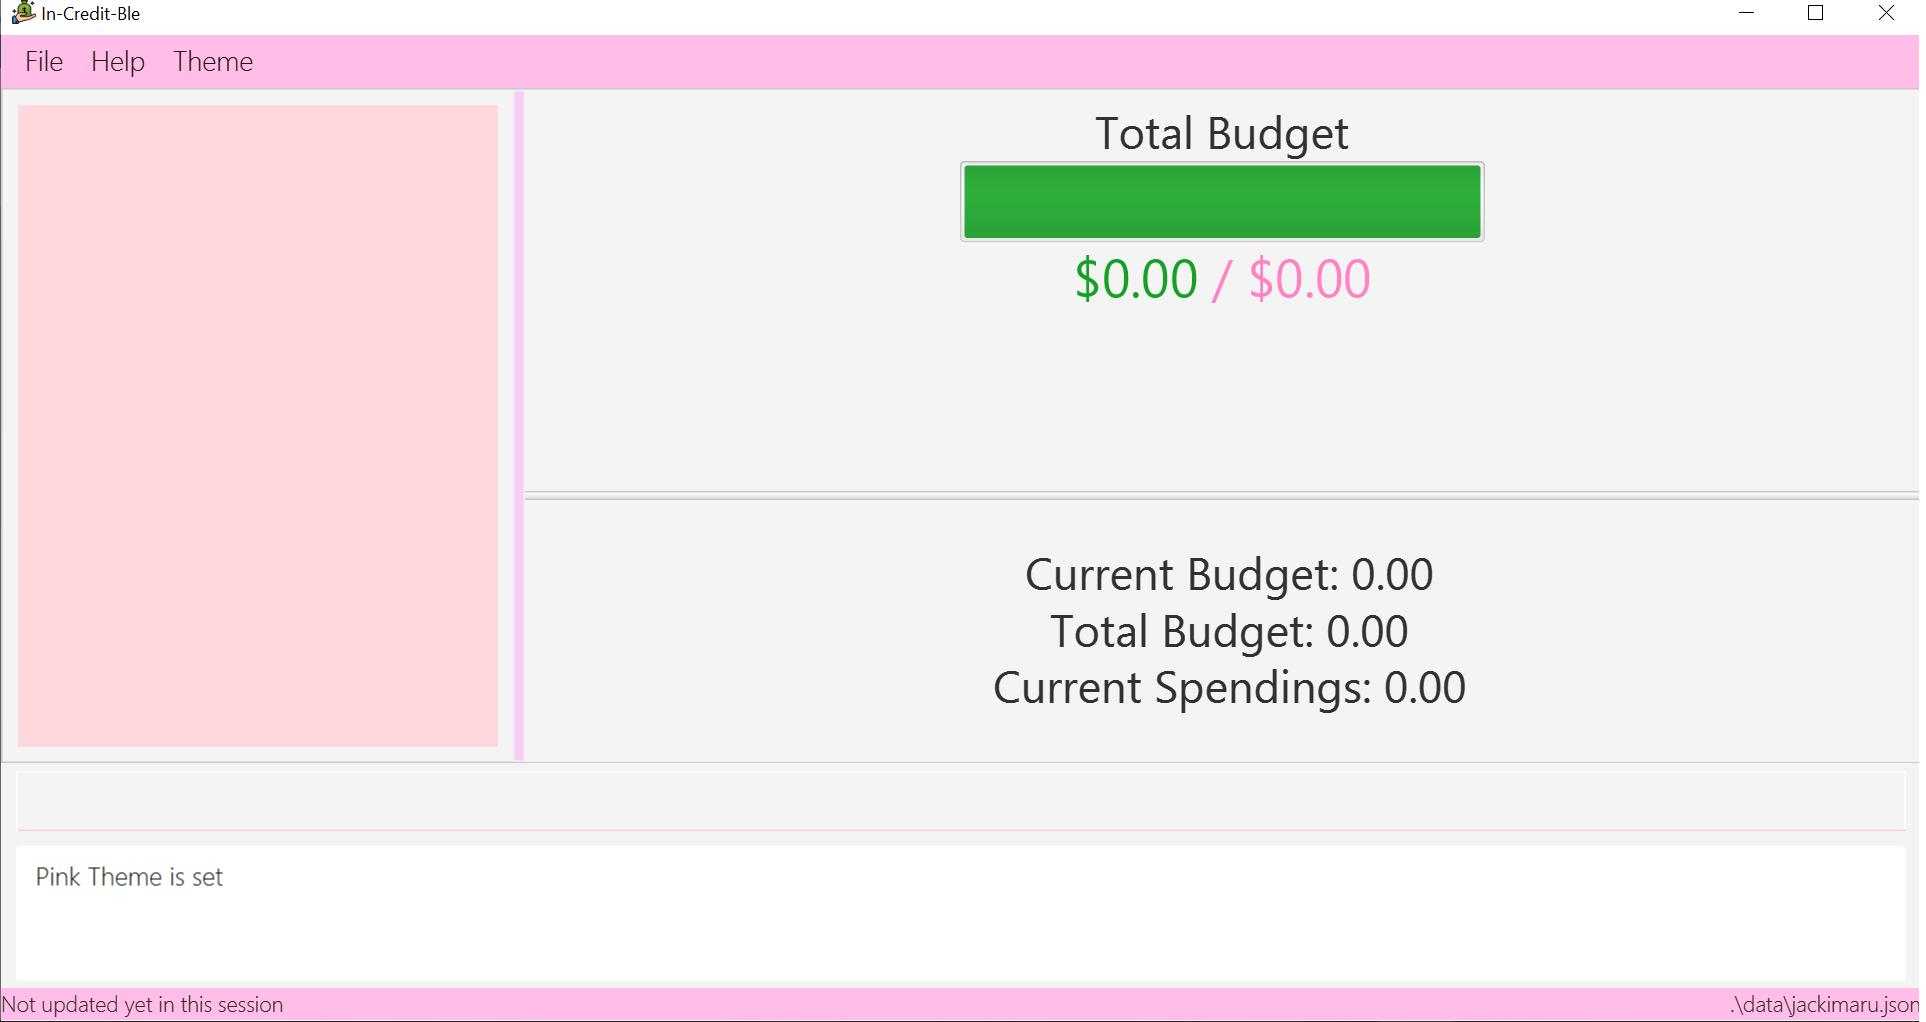 In-Credit-Ble
File Help Theme
Total Budget
$0.00 / $0.00
Current Budget: 0.00
Total Budget: 0.00
Current Spendings: 0.00
Pink Theme is set
Not updated yet in this session
.\data\jackimaru.json